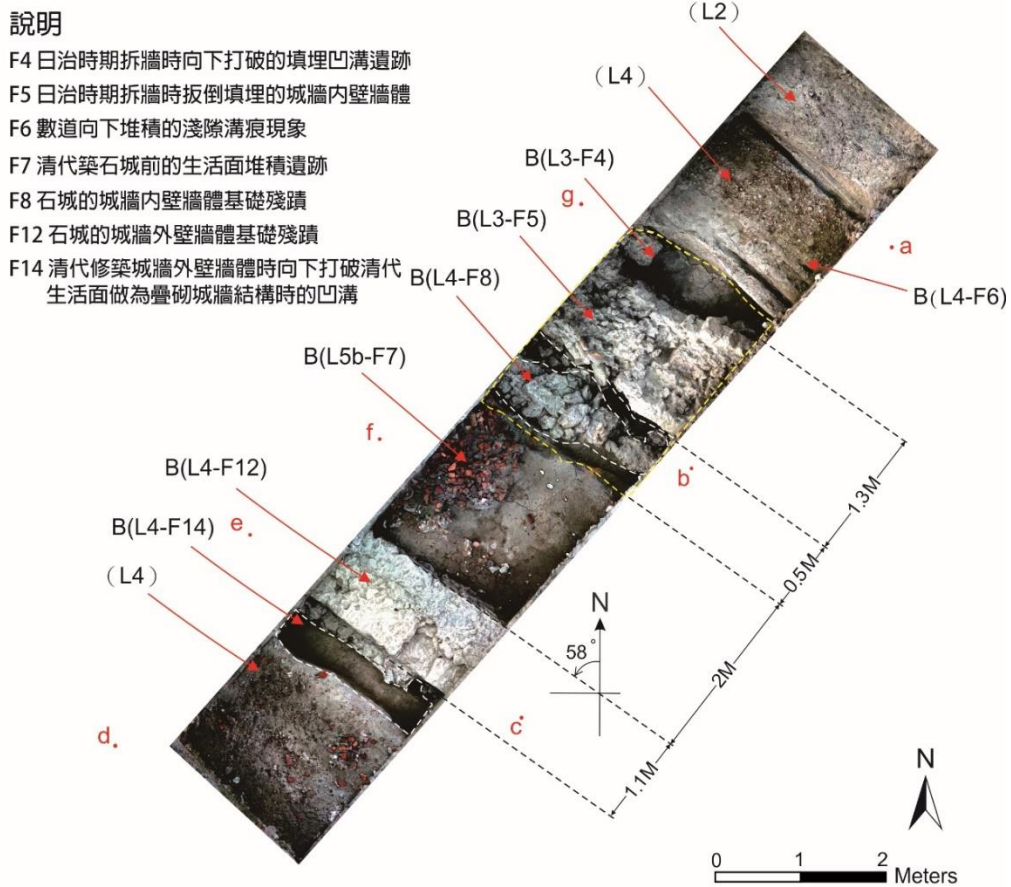 說明
F4 日治時期拆牆時向下打破的填埋凹溝遺跡
F5 日治時期拆牆時扳倒填埋的城牆內壁牆體
F6 數道向下堆積的淺隙溝痕現象
F7 清代築石城前的生活面堆積遺跡
F8 石城的城牆內壁牆體基礎殘蹟
F12 石城的城牆外壁牆體基礎殘蹟
F14 清代修築城牆外壁牆體時向下打破清代
生活面做為疊砌城牆結構時的凹溝
(L2)
(L4)
B(L3-F4)
g.
B(L3-F5)
.a
B(L4-F8)
B(L4-F6)
B(L5b-F7)
f.
b
B(L4-F12)
e.
B(L4-F14)
(L4)
1.3M
0.5M
2M
1.1M
N
58°
c
d.
N
0 1 2 Meters